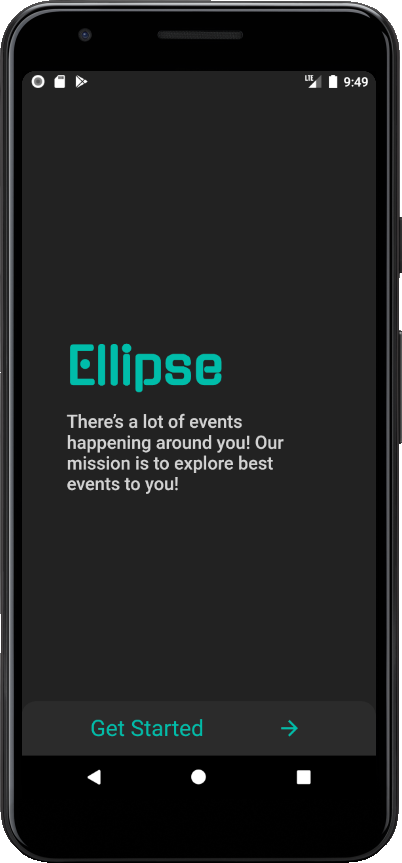 LTE 9:49
Ellipse
There's a lot of events
happening around you! Our
mission is to explore best
events to you!
Get Started